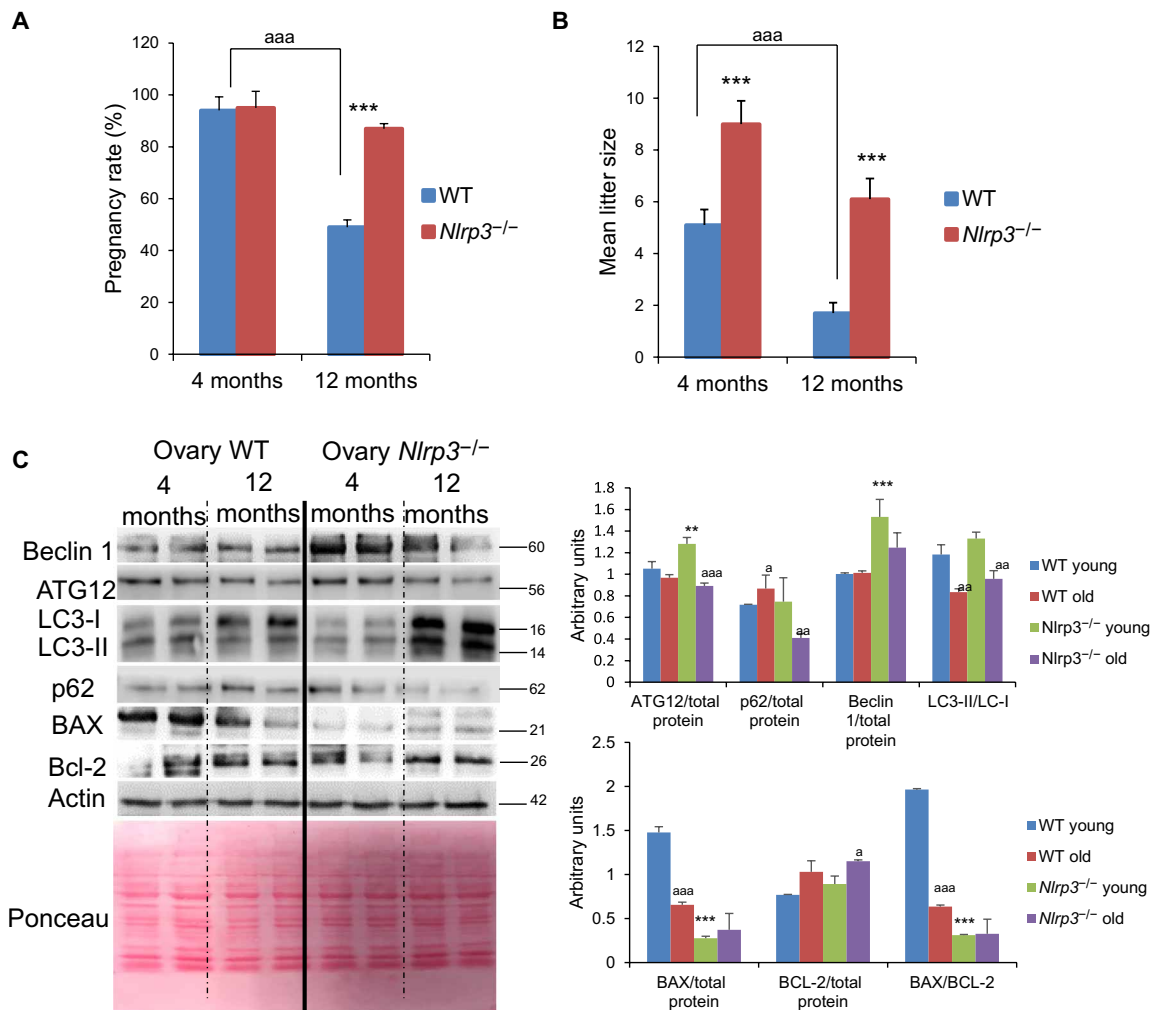 A
120
100
80
60
40
20
0
Pregnancy rate (%)
aaa
***
4 months
12 months
WT
Nlrp3−/−
B
12
10
8
6
4
2
0
Mean litter size
aaa
***
***
4 months
12 months
WT
Nlrp3−/−
C
Ovary WT
Ovary Nlrp3−/−
4
months
12
months
4
months
12
months
Beclin 1
60
ATG12
56
LC3-I
16
LC3-II
14
p62
62
BAX
21
Bcl-2
26
Actin
42
Ponceau
1.8
1.6
1.4
1.2
1
0.8
0.6
0.4
0.2
0
Arbitrary units
**
aaa
a
aa
***
aa
aa
ATG12/total
protein
p62/total
protein
Beclin
1/total
protein
LC3-II/LC-I
WT young
WT old
Nlrp3−/− young
Nlrp3−/− old
2.5
2
1.5
1
0.5
0
Arbitrary units
aaa
***
a
aaa
***
BAX/total
protein
BCL-2/total
protein
BAX/BCL-2
WT young
WT old
Nlrp3−/− young
Nlrp3−/− old